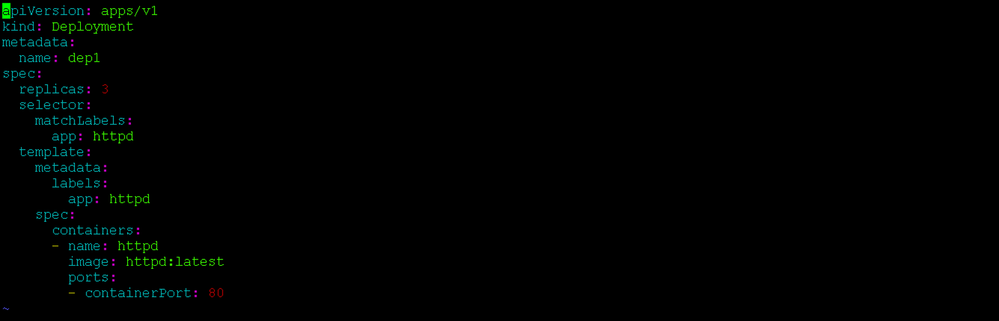 apiVersion: apps/v1
kind: Deployment
metadata:
  name: dep1
spec:
  replicas: 3
  selector:
    matchLabels:
      app: httpd
  template:
    metadata:
      labels:
        app: httpd
    spec:
      containers:
      - name: httpd
        image: httpd:latest
        ports:
        - containerPort: 80
~